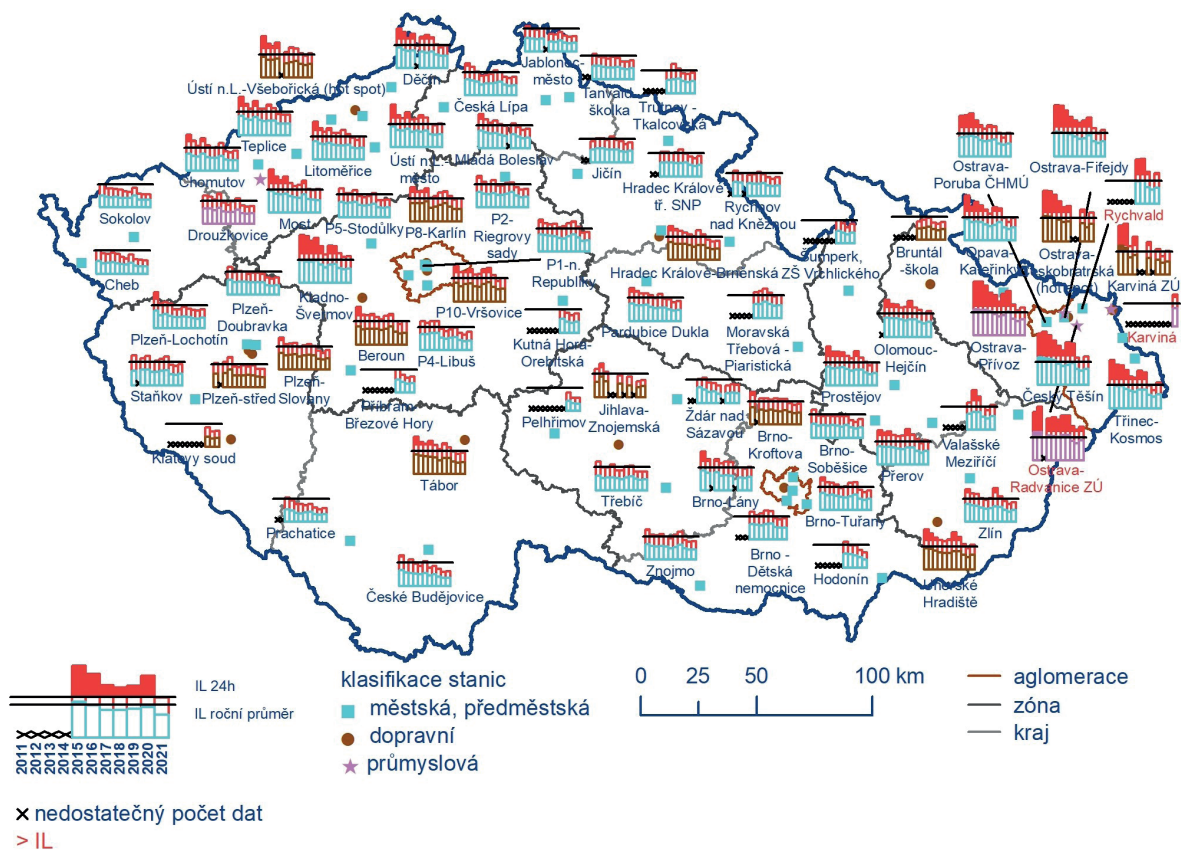 Ústí n.L.-Všebořická (hot spot)
Děčín
Jablonec-
město
Tanvald
školka
Trutnov -
Tkalcovská
Česká Lípa
Teplice
Litoměřice
Ústí n.L.-
město
Mladá Boleslav
Jičín
Hradec Králové
tř. SNP
Rychnov
nad Kněžnou
Chomutov
Sokolov
Droužkovice
Most
P5-Stodůlky
P8-Karlín
P2-
Riegrovy
sady
Šumperk,
ZŠ Vrchlického
Bruntál
-škola
Ostrava-
Poruba ČHMÚ
Ostrava-Fifejdy
Rychvald
Opava-
Kateřinky
Ostrava-
Českobratrská
(hot spot)
Karviná ZÚ
Karviná
Cheb
Kladno-
Švermov
P1-n.
Republiky
Hradec Králové-Brněnská
P10-Vršovice
Plzeň-
Doubravka
Plzeň-Lochotín
Beroun
P4-Libuš
Kutná Hora-
Orebitská
Pardubice Dukla
Moravská
Třebová -
Piaristická
Olomouc-
Hejčín
Ostrava-
Přívoz
Český Těšín
Třinec-
Kosmos
Staňkov
Plzeň-střed
Plzeň-
Slovany
Příbram
Březové Hory
Pelhřimov
Jihlava-
Znojemská
Žďár nad
Sázavou
Brno-
Kroftova
Prostějov
Brno-
Soběšice
Přerov
Valašské
Meziříčí
Ostrava-
Radvanice ZÚ
Klatovy soud
Tábor
Třebíč
Brno-Lány
Brno-Tuřany
Zlín
Prachatice
České Budějovice
Znojmo
Brno -
Dětská
nemocnice
Hodonín
Uherské
Hradiště
IL 24h
IL roční průměr
2011
2012
2013
2014
2015
2016
2017
2018
2019
2020
2021
nedostatečný počet dat
> IL
klasifikace stanic
městská, předměstská
dopravní
průmyslová
0 25 50 100 km
aglomerace
zóna
kraj